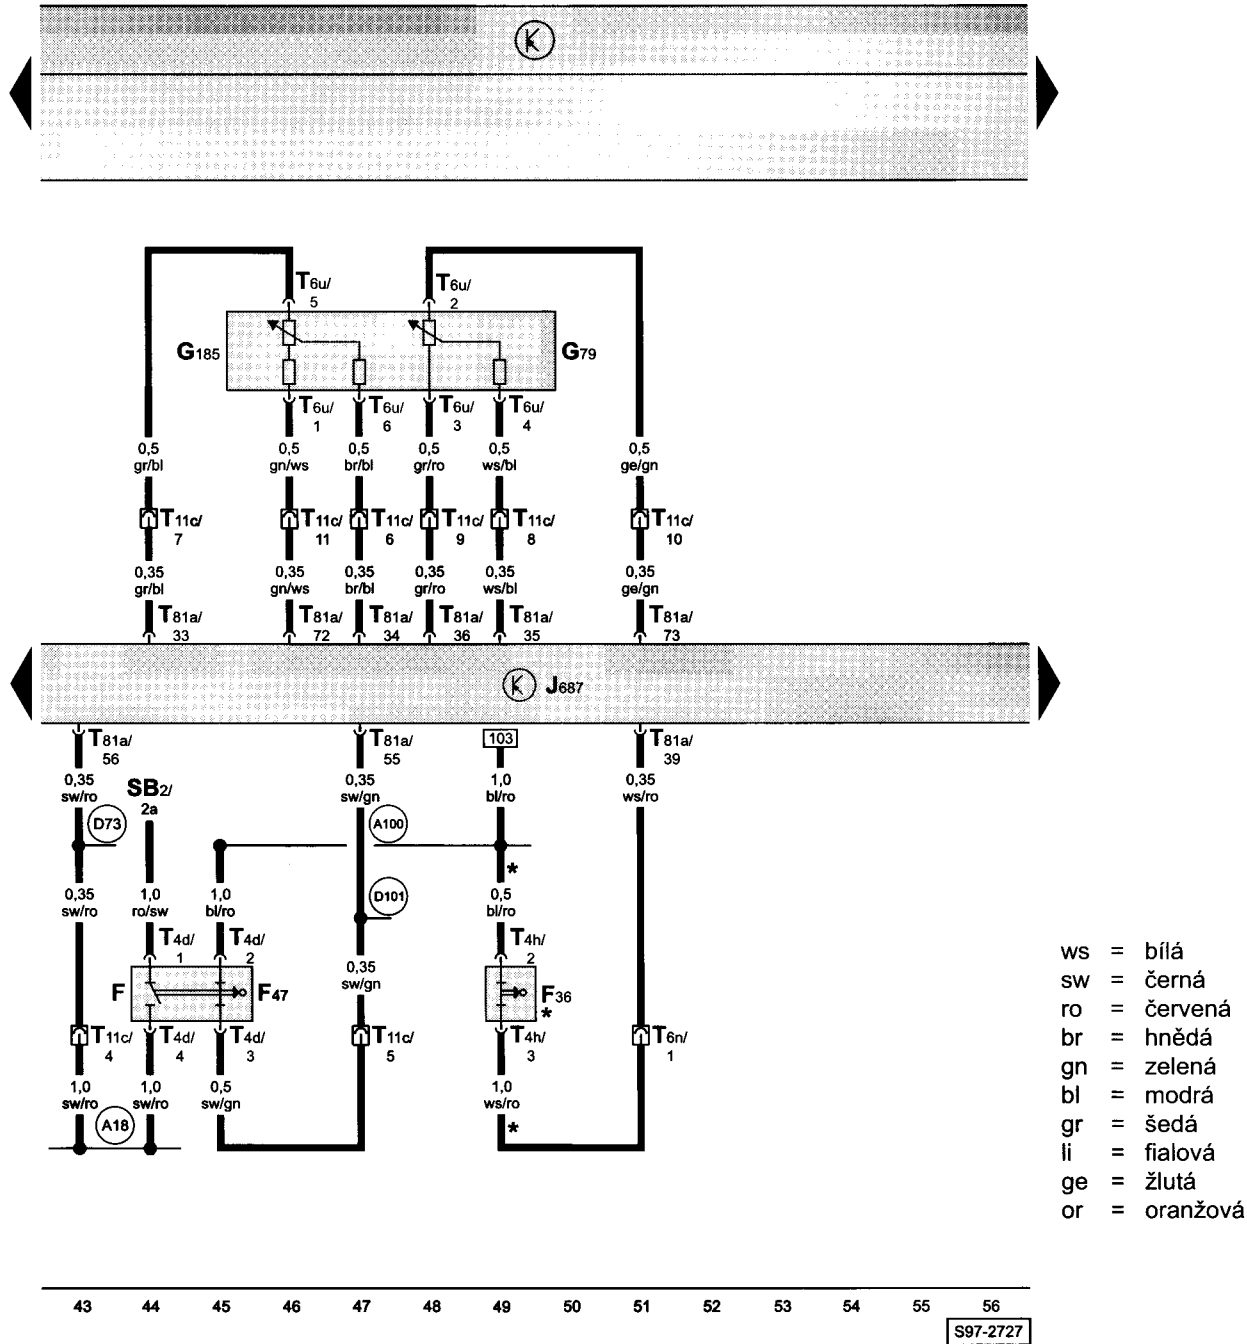 K
T6u/ T6u/
5 2
G185 G79
T6u/ T6u/ T6u/ T6u/
1 6 3 4
0,5 0,5 0,5 0,5 0,5 0,5
gr/bl gn/ws br/bl gr/ro ws/bl ge/gn
T11c/ T11c/ T11c/ T11c/ T11c/ T11c/
7 11 6 9 8 10
0,35 0,35 0,35 0,35 0,35 0,35
gr/bl gn/ws br/bl gr/ro ws/bl ge/gn
T81a/ T81a/ T81a/ T81a/ T81a/ T81a/
33 72 34 36 35 73
K J687
T81a/ T81a/ 103 T81a/
56 55 39
0,35 SB2/ 0,35 1,0 0,35
sw/ro 2a sw/gn bl/ro ws/ro
D73 A100
*
0,35 1,0 1,0 D101 0,5
sw/ro ro/sw bl/ro bl/ro
T4d/ T4d/ T4h/
1 2 2
0,35
sw/gn
F F47 F36
*
T11c/ T4d/ T4d/ T11c/ T4h/ T6n/
4 4 3 5 3 1
1,0 1,0 0,5 1,0
sw/ro sw/ro sw/gn ws/ro
A18 *
ws = bílá
sw = černá
ro = červená
br = hnědá
gn = zelená
bl = modrá
gr = šedá
li = fialová
ge = žlutá
or = oranžová
43 44 45 46 47 48 49 50 51 52 53 54 55 56
S97-2727